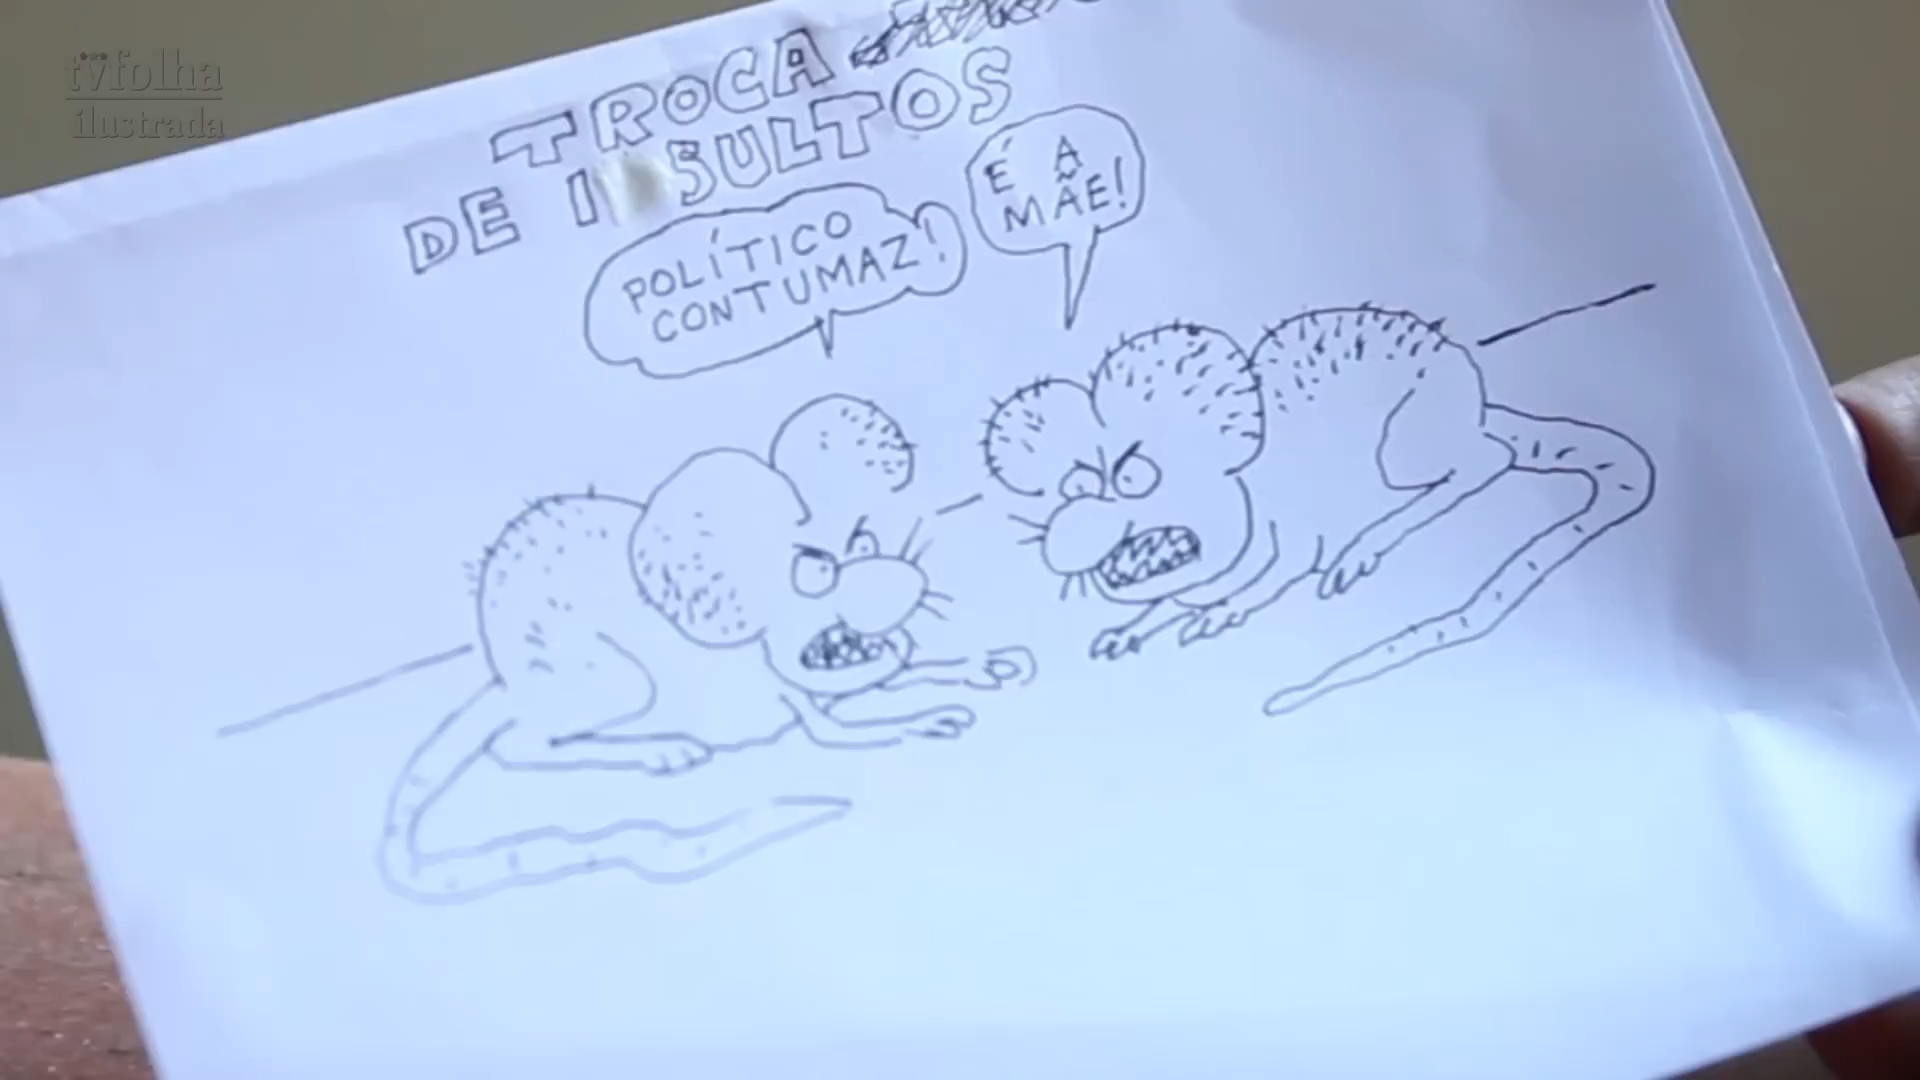 tvfolha
ilustrada
TROCA
DE I SULTOS
POLÍTICO
CONTUMAZ!
É A
MÃE!